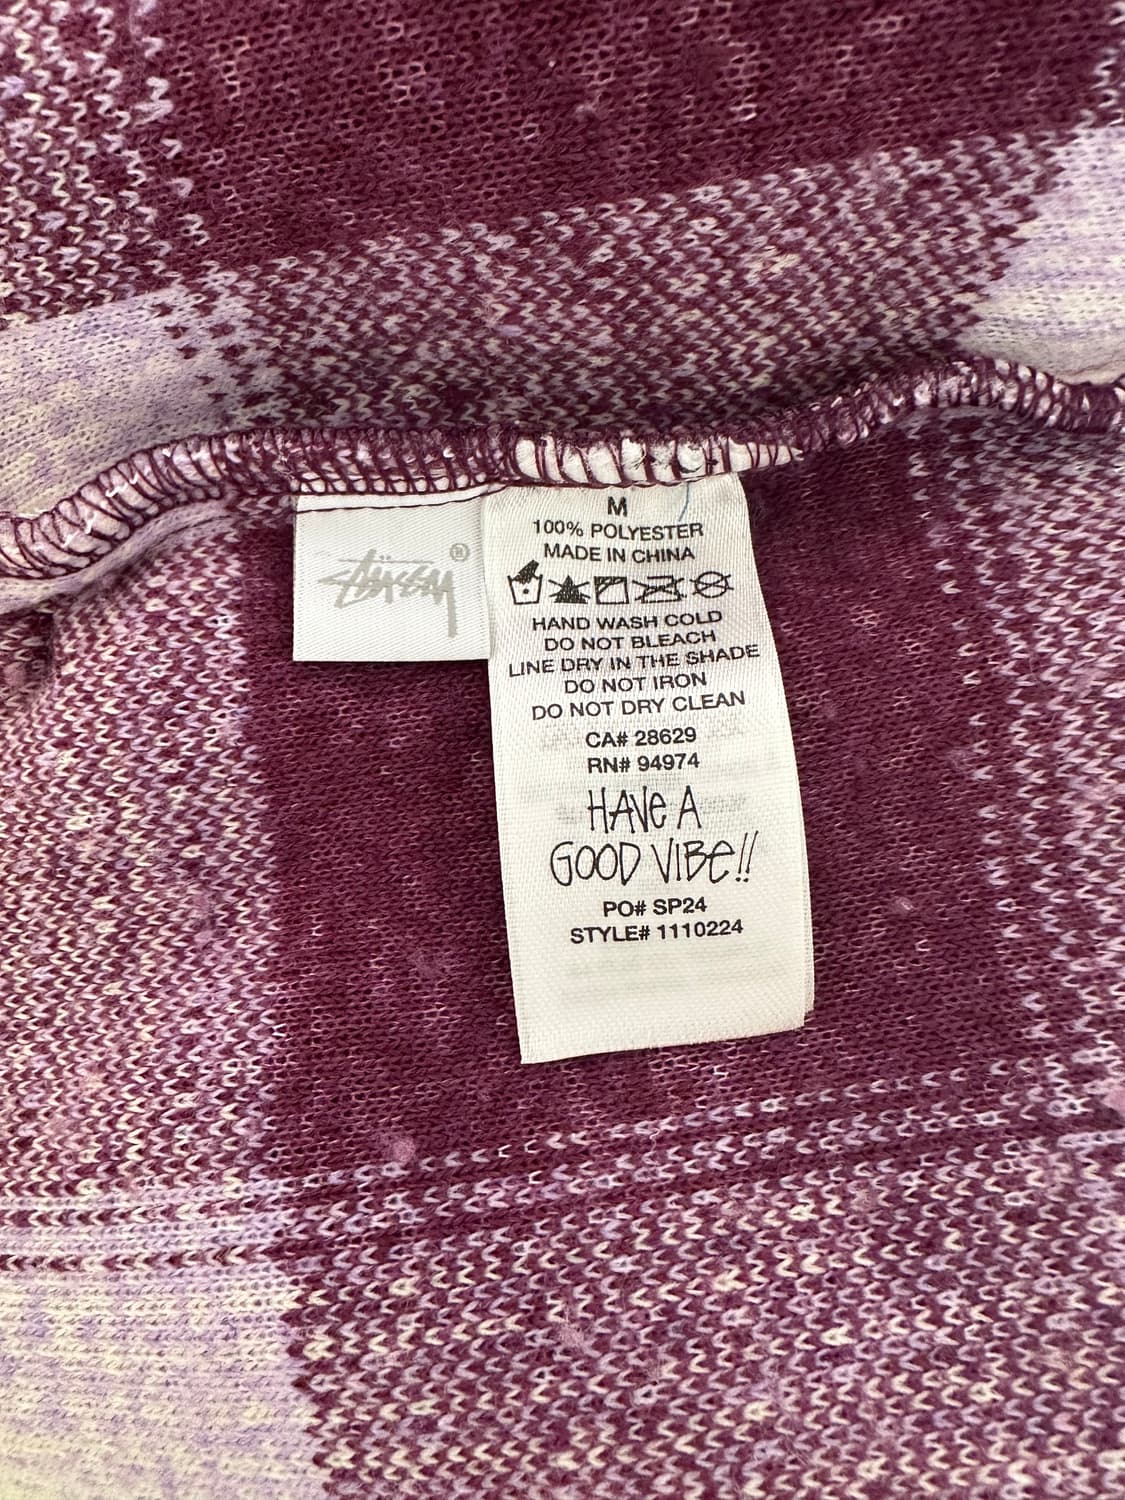 Stüssy ®
M
100% POLYESTER
MADE IN CHINA
HAND WASH COLD
DO NOT BLEACH
LINE DRY IN THE SHADE
DO NOT IRON
DO NOT DRY CLEAN
CA# 28629
RN# 94974
HAVE A
GOOD VIBE!!
PO# SP24
STYLE# 1110224